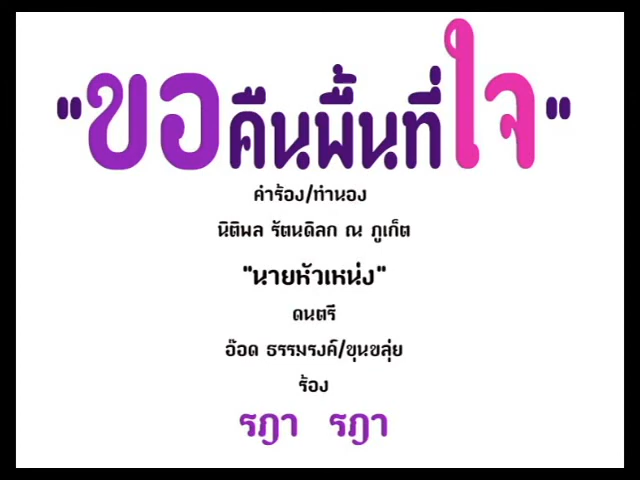 "ขอคืนพื้นที่ใจ"
คำร้อง/ทำนอง
นิติพล รัตนดิลก ณ ภูเก็ต
"นายหัวเหน่ง"
ดนตรี
อ๊อด ธรรมรงค์/ขุนขลุ่ย
ร้อง
รฎา รฎา